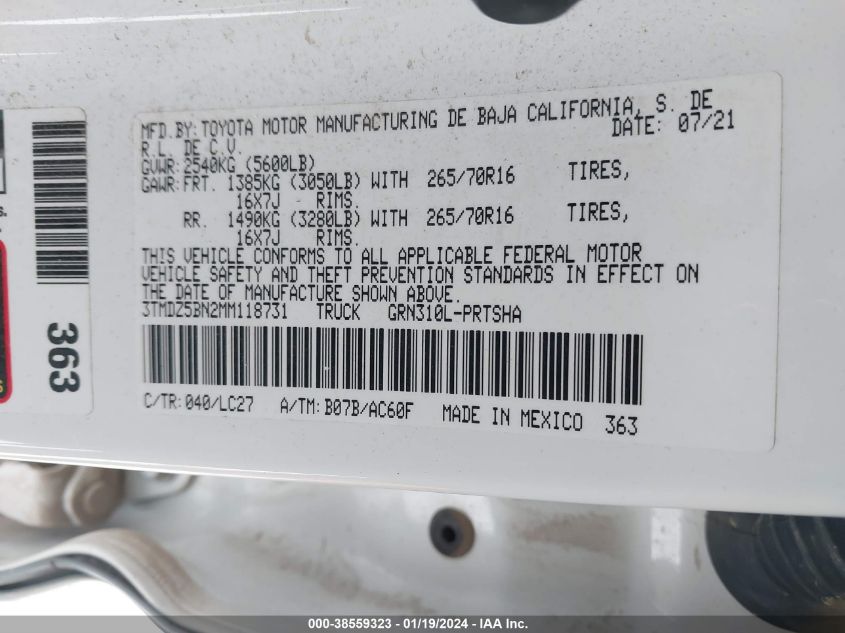 MFD.BY: TOYOTA MOTOR MANUFACTURING DE BAJA CALIFORNIA, S. DE
R.L. DE C.V.
DATE: 07/21
GVWR: 2540KG (5600LB)
GAWR: FRT. 1385KG (3050LB) WITH 265/70R16 TIRES,
16X7J RIMS.
RR. 1490KG (3280LB) WITH 265/70R16 TIRES,
16X7J RIMS.
THIS VEHICLE CONFORMS TO ALL APPLICABLE FEDERAL MOTOR
VEHICLE SAFETY AND THEFT PREVENTION STANDARDS IN EFFECT ON
THE DATE OF MANUFACTURE SHOWN ABOVE.
3TMDZ5BN2MM118731 TRUCK GRN310L-PRTSHA
C/TR: 040/LC27 A/TM: B07B/AC60F MADE IN MEXICO 363
363
000-38559323 - 01/19/2024 - IAA Inc.